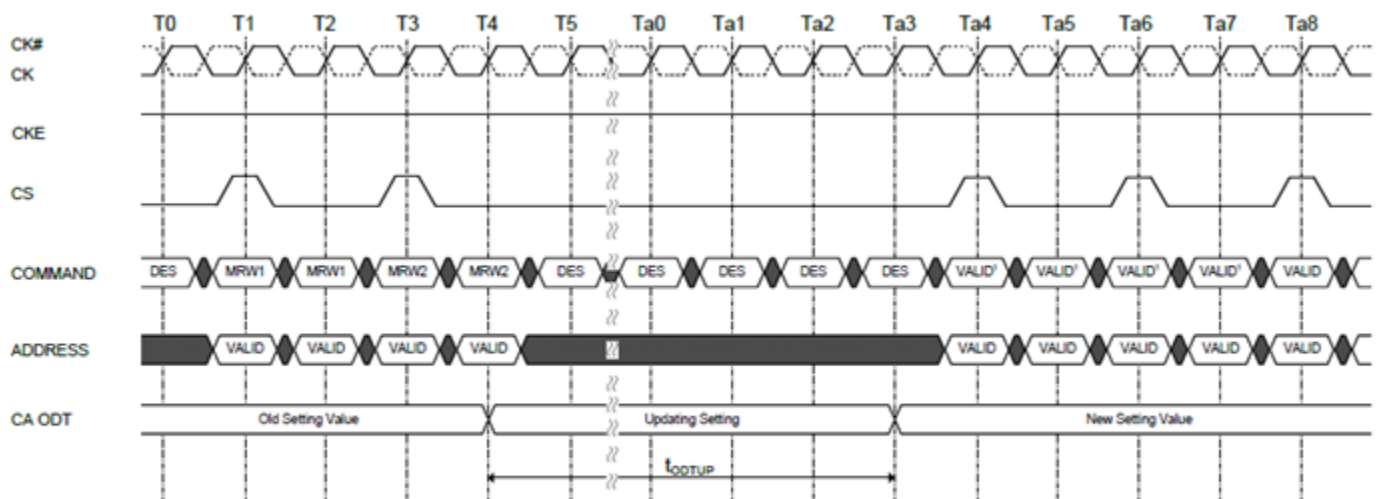 T0 T1 T2 T3 T4 T5 Ta0 Ta1 Ta2 Ta3 Ta4 Ta5 Ta6 Ta7 Ta8
CK#
CK
CKE
CS
COMMAND DES MRW1 MRW1 MRW2 MRW2 DES DES DES DES DES VALID¹ VALID¹ VALID¹ VALID¹ VALID
ADDRESS VALID VALID VALID VALID VALID VALID VALID VALID VALID
CA ODT Old Setting Value Updating Setting New Setting Value
tODTUP